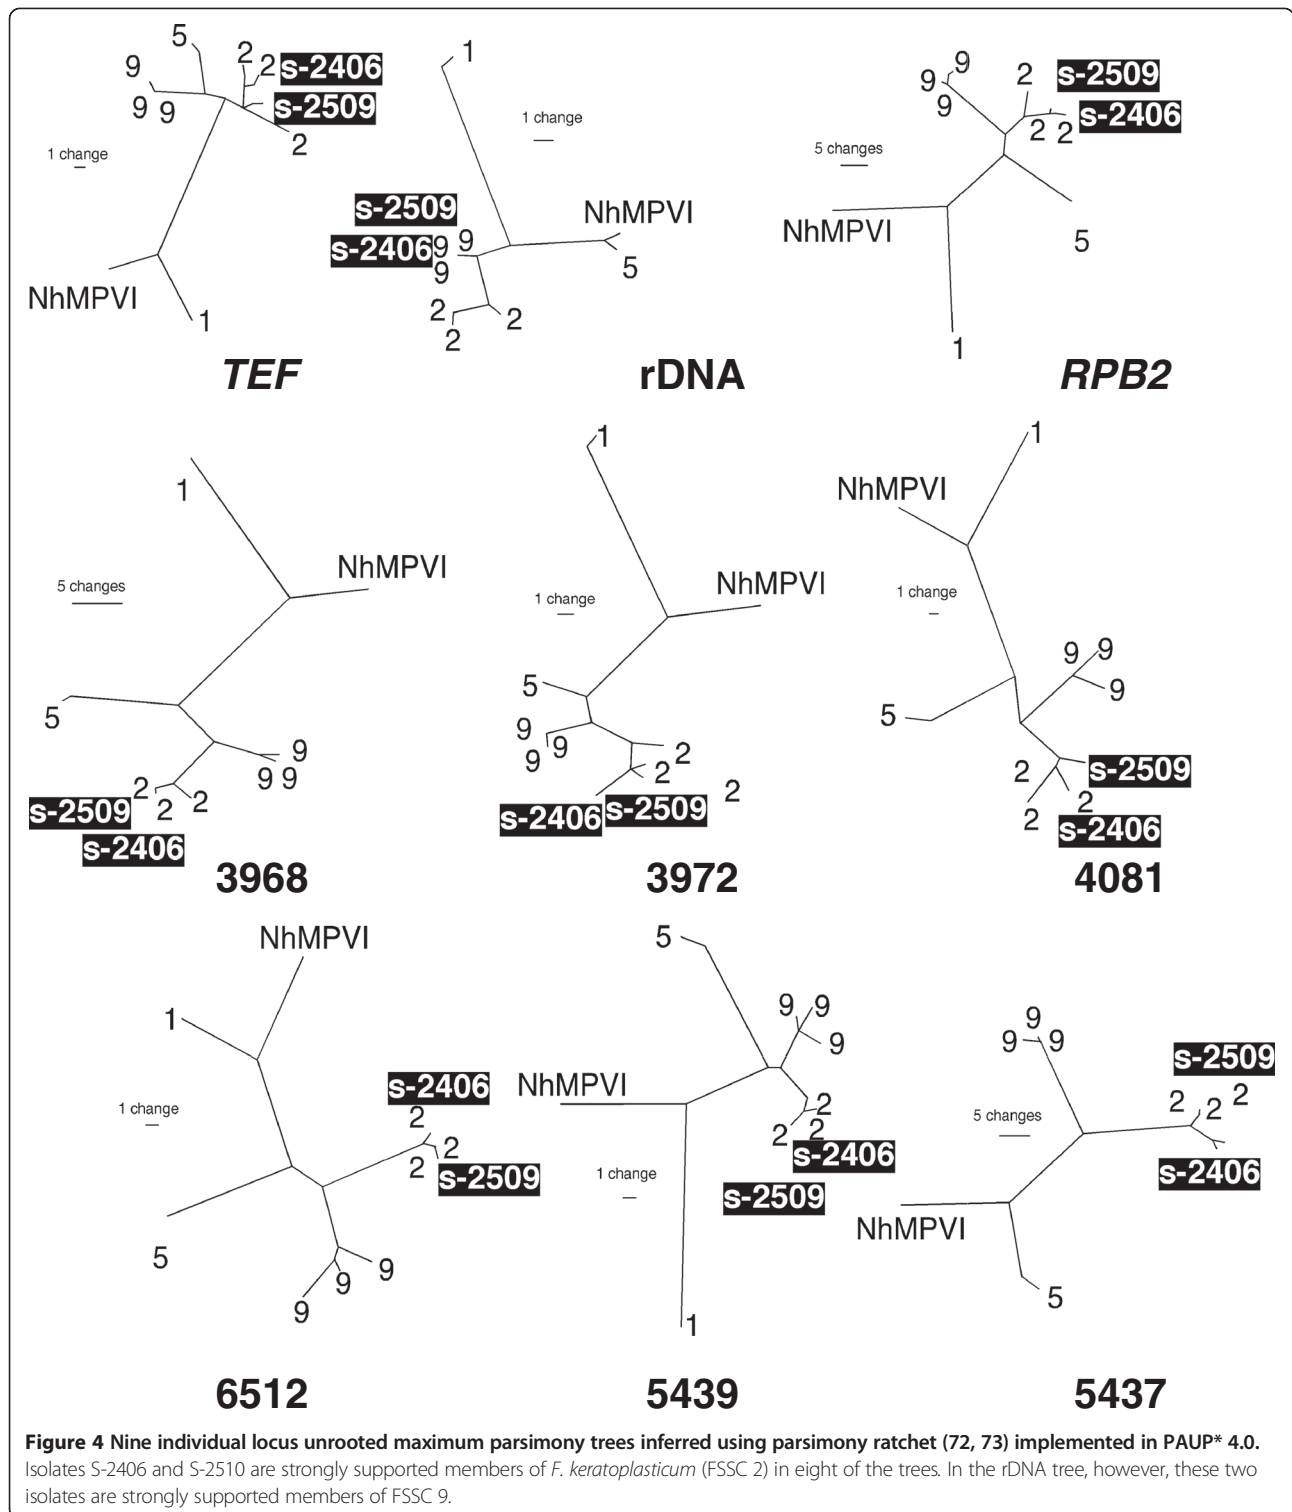 5
9
2
2
s-2406
9 9
s-2509
2
1 change
NhMPVI
1
TEF
1
1 change
s-2509
NhMPVI
s-2406
9
9
9
5
2
2
2
rDNA
9
9
9
2
s-2509
s-2406
2
2
5 changes
NhMPVI
5
1
RPB2
1
NhMPVI
5 changes
5
9
9 9
2
2
2
s-2509
s-2406
3968
1
NhMPVI
1 change
5
9
9
9
2
2
2
s-2406
s-2509
3972
1
NhMPVI
1 change
9
9
9
5
s-2509
2
2
2
s-2406
4081
NhMPVI
1
s-2406
1 change
2
2
2
s-2509
5
9
9
9
6512
5
9
9
9
NhMPVI
2
2
2
s-2406
1 change
s-2509
1
5439
9
9
9
s-2509
2
2
2
5 changes
s-2406
NhMPVI
5
5437
Figure 4 Nine individual locus unrooted maximum parsimony trees inferred using parsimony ratchet (72, 73) implemented in PAUP* 4.0.
Isolates S-2406 and S-2510 are strongly supported members of F. keratoplasticum (FSSC 2) in eight of the trees. In the rDNA tree, however, these two
isolates are strongly supported members of FSSC 9.